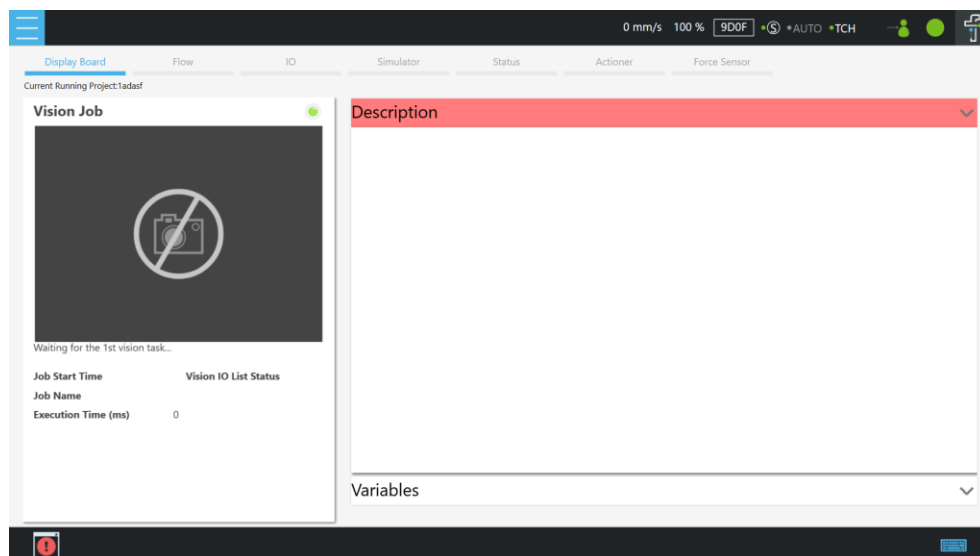 0 mm/s 100 % 9D0F S AUTO TCH
Display Board Flow IO Simulator Status Actioner Force Sensor
Current Running Project:1adasf
Vision Job
Description
Waiting for the 1st vision task...
Job Start Time Vision IO List Status
Job Name
Execution Time (ms) 0
Variables